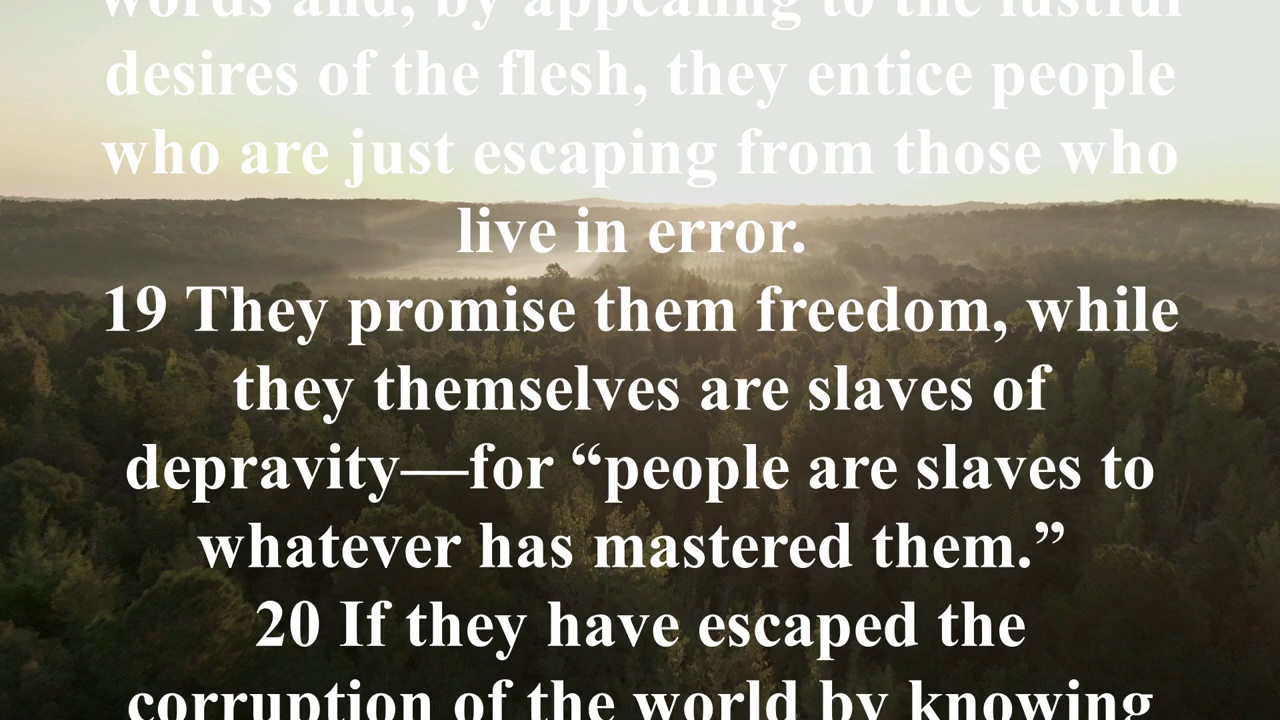 words and, by appealing to the lustful
desires of the flesh, they entice people
who are just escaping from those who
live in error.
19 They promise them freedom, while
they themselves are slaves of
depravity—for “people are slaves to
whatever has mastered them.”
20 If they have escaped the
corruption of the world by knowing